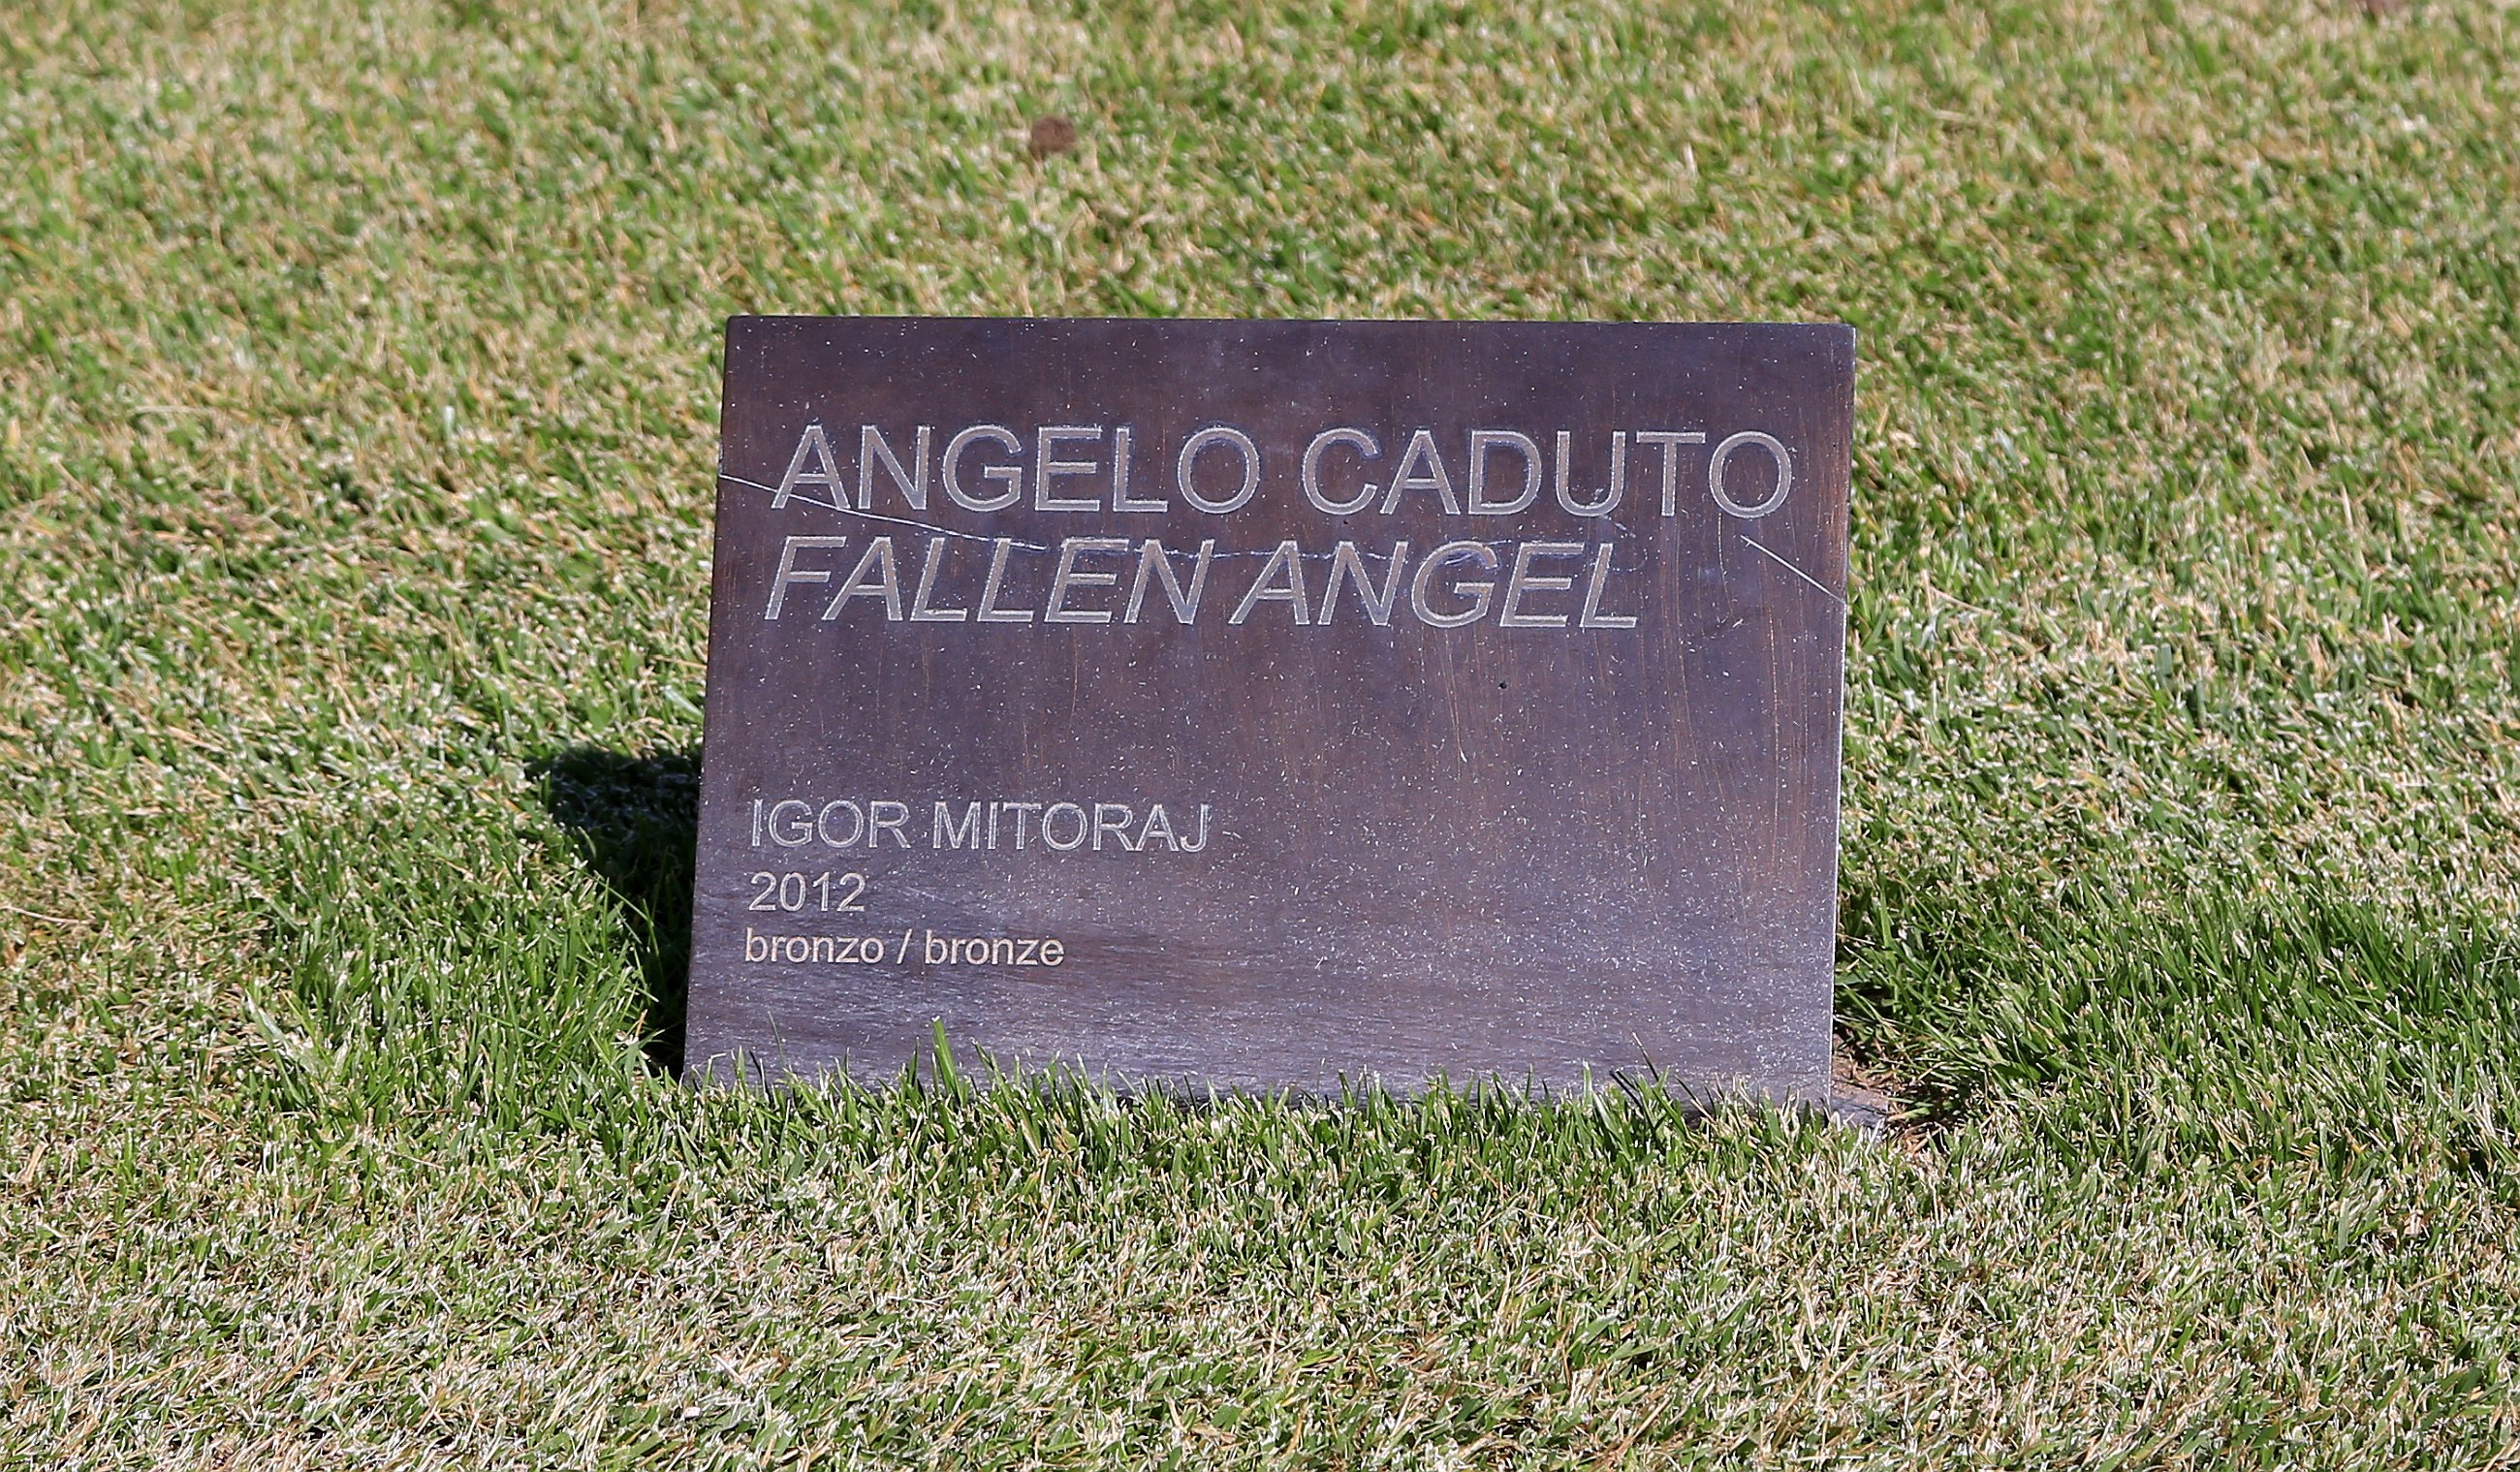 ANGELO CADUTO
FALLEN ANGEL
IGOR MITORAJ
2012
bronzo / bronze